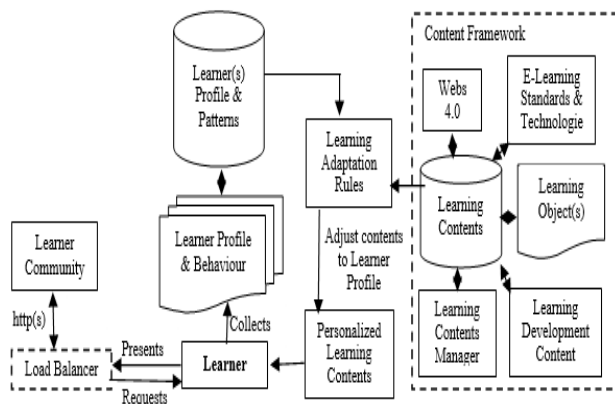 Content Framework
Learner(s)
Profile &
Patterns
Webs
4.0
E-Learning
Standards &
Technologie
Learning
Adaptation
Rules
Learning
Contents
Learning
Object(s)
Learner
Community
Learner Profile
& Behaviour
Adjust contents
to Learner
Profile
http(s)
Collects
Presents
Load Balancer
Requests
Learner
Personalized
Learning
Contents
Learning
Contents
Manager
Learning
Development
Content